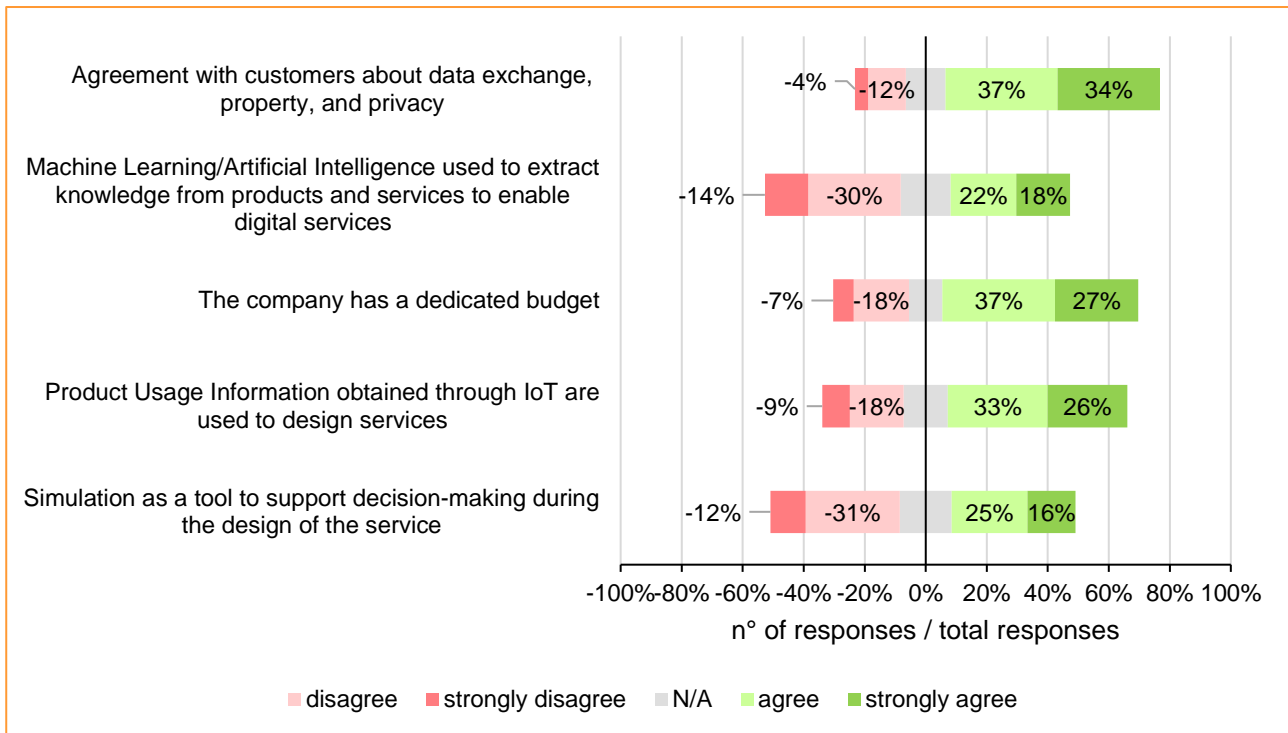 Agreement with customers about data exchange,
property, and privacy
-4%
-12%
37%
34%
Machine Learning/Artificial Intelligence used to extract
knowledge from products and services to enable
digital services
-14%
-30%
22%
18%
The company has a dedicated budget
-7%
-18%
37%
27%
Product Usage Information obtained through IoT are
used to design services
-9%
-18%
33%
26%
Simulation as a tool to support decision-making during
the design of the service
-12%
-31%
25%
16%
-100% -80% -60% -40% -20% 0% 20% 40% 60% 80% 100%
n° of responses / total responses
disagree strongly disagree N/A agree strongly agree